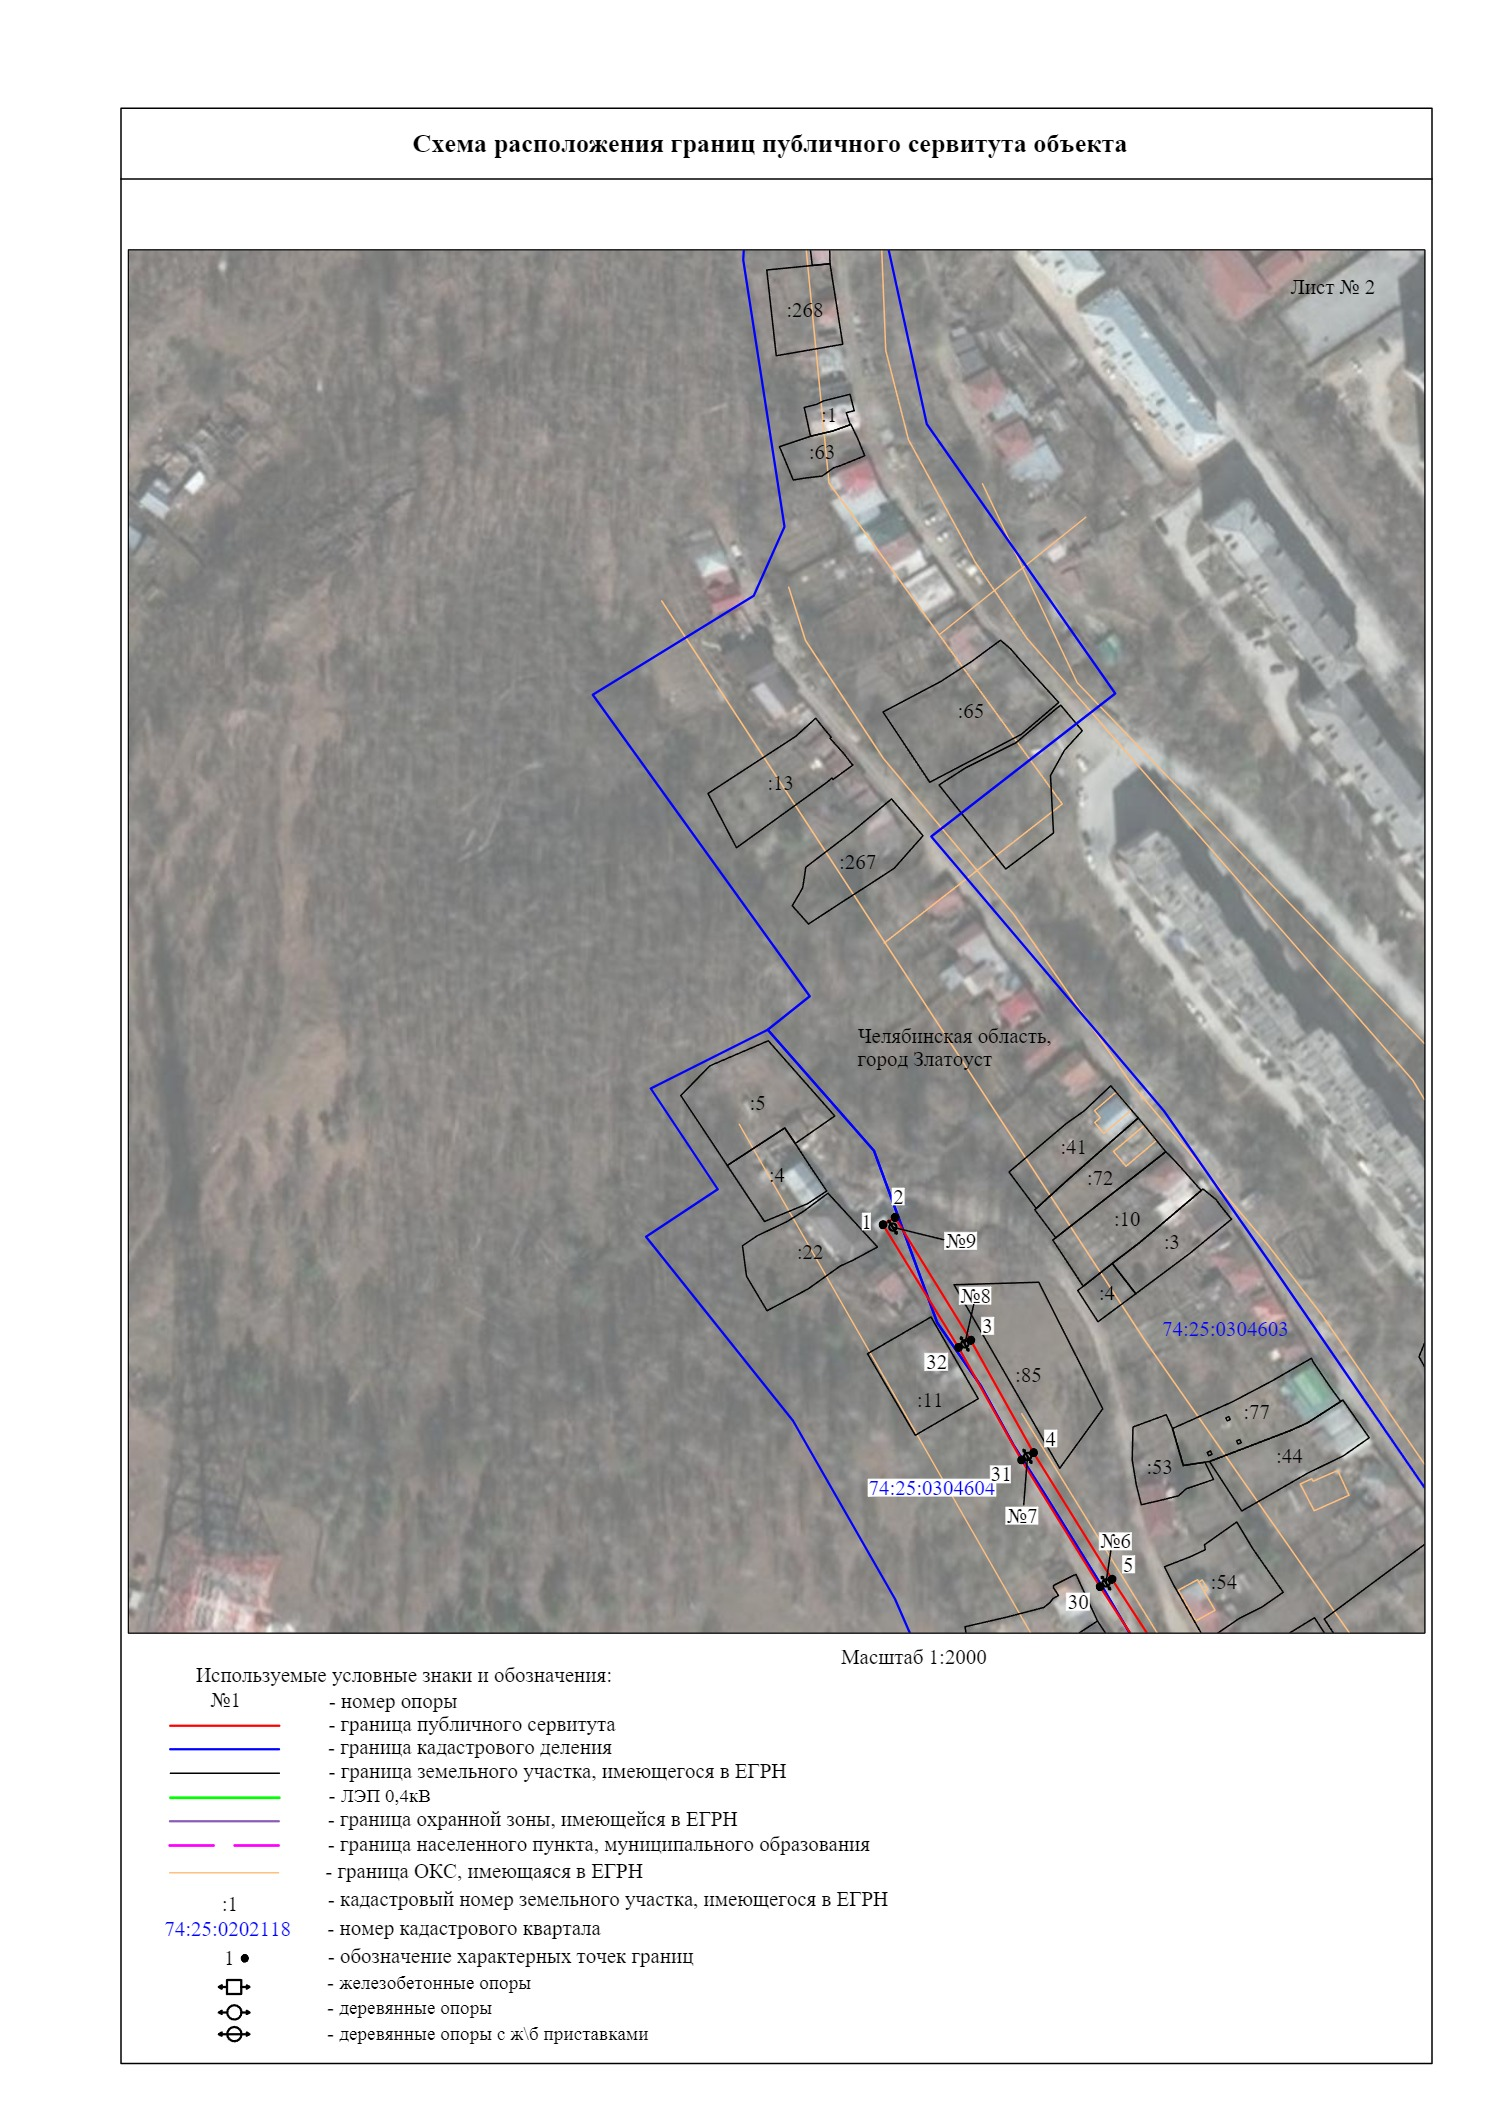 Схема расположения границ публичного сервитута объекта
Лист № 2
:268
:1
:63
:65
:13
:267
Челябинская область,
город Златоуст
:5
:41
:4
:72
2
1
:10
№9
:3
:22
:4
№8
3
74:25:0304603
32
:85
:11
:77
4
:44
:53
31
74:25:0304604
№7
№6
5
:54
30
Масштаб 1:2000
Используемые условные знаки и обозначения:
№1 - номер опоры
- граница публичного сервитута
- граница кадастрового деления
- граница земельного участка, имеющегося в ЕГРН
- ЛЭП 0,4кВ
- граница охранной зоны, имеющейся в ЕГРН
- граница населенного пункта, муниципального образования
- граница ОКС, имеющаяся в ЕГРН
:1 - кадастровый номер земельного участка, имеющегося в ЕГРН
74:25:0202118 - номер кадастрового квартала
1 - обозначение характерных точек границ
- железобетонные опоры
- деревянные опоры
- деревянные опоры с ж\б приставками